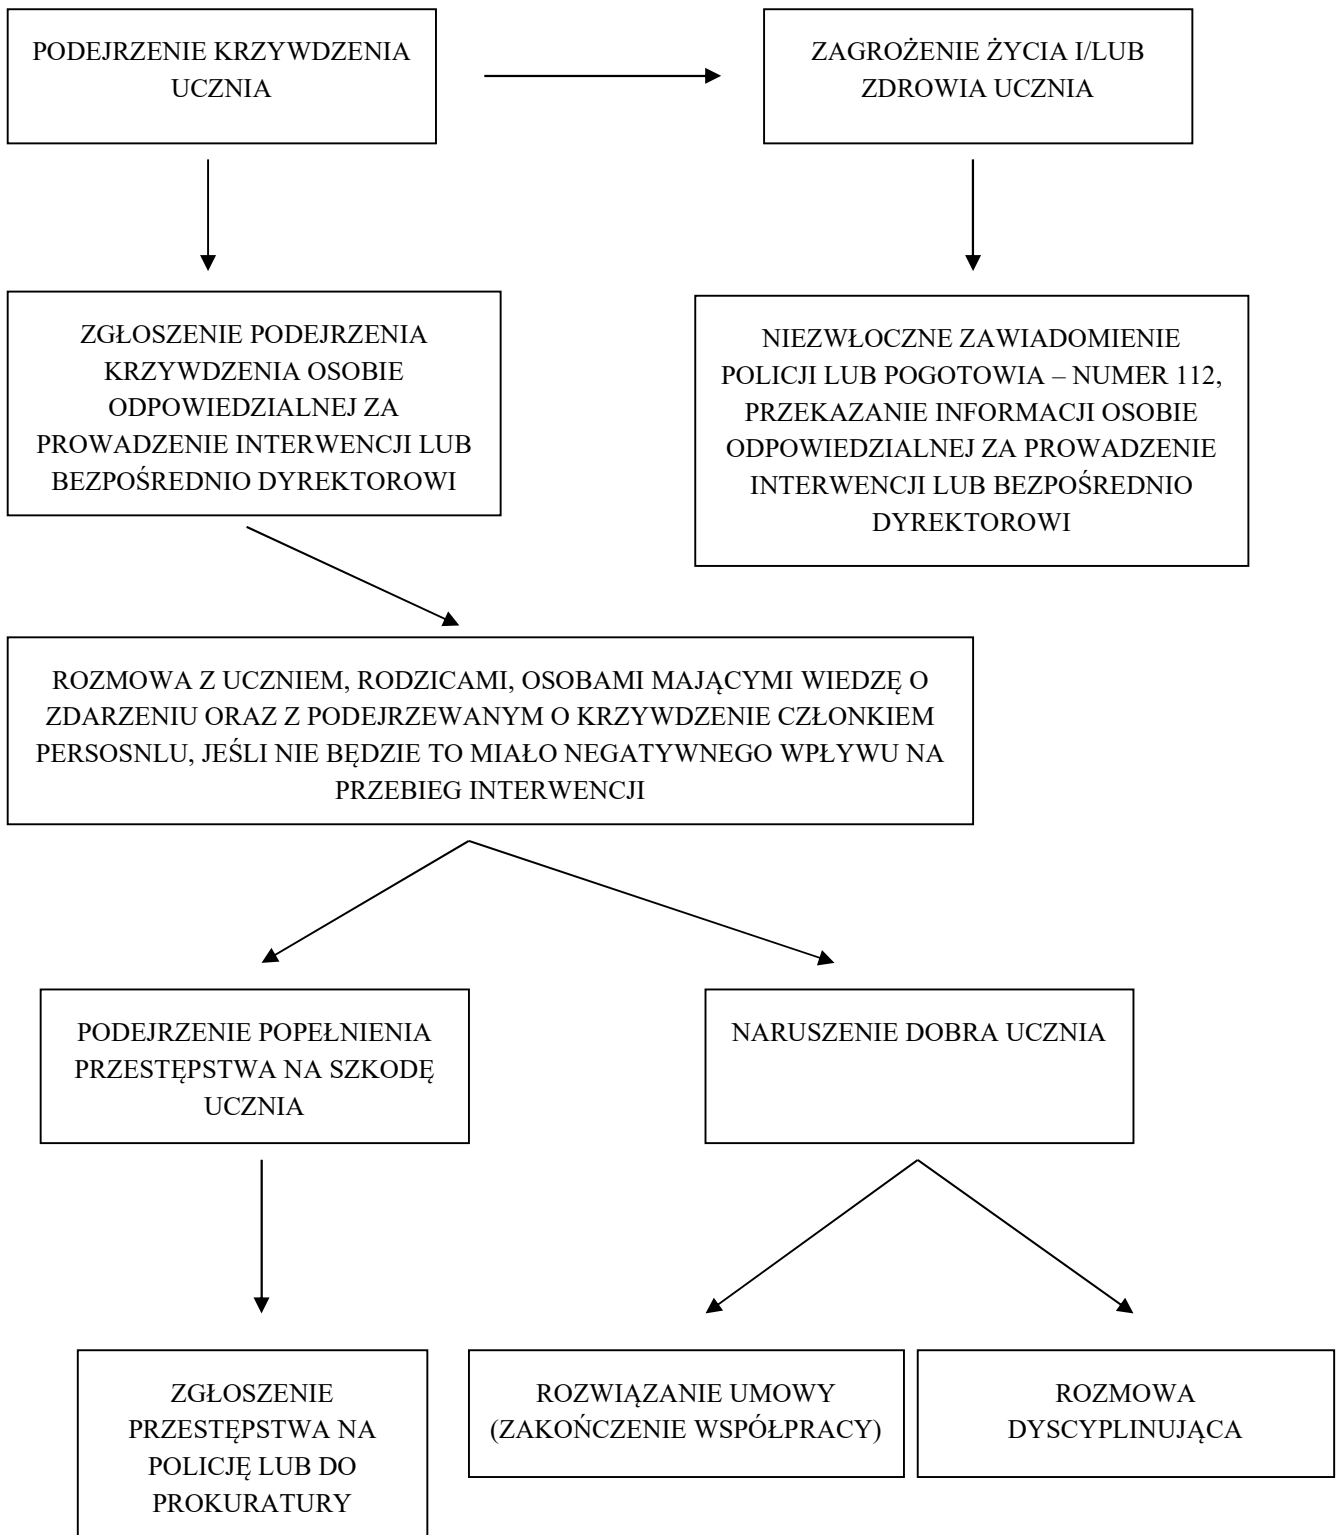 PODEJRZENIE KRZYWDZENIA
UCZNIA
ZAGROŻENIE ŻYCIA I/LUB
ZDROWIA UCZNIA
ZGŁOSZENIE PODEJRZENIA
KRZYWDZENIA OSOBIE
ODPOWIEDZIALNEJ ZA
PROWADZENIE INTERWENCJI LUB
BEZPOŚREDNIO DYREKTOROWI
NIEZWŁOCZNE ZAWIADOMIENIE
POLICJI LUB POGOTOWIA – NUMER 112,
PRZEKAZANIE INFORMACJI OSOBIE
ODPOWIEDZIALNEJ ZA PROWADZENIE
INTERWENCJI LUB BEZPOŚREDNIO
DYREKTOROWI
ROZMOWA Z UCZNIEM, RODZICAMI, OSOBAMI MAJĄCYMI WIEDZĘ O
ZDARZENIU ORAZ Z PODEJRZEWANYM O KRZYWDZENIE CZŁONKIEM
PERSOSNLU, JEŚLI NIE BĘDZIE TO MIAŁO NEGATYWNEGO WPŁYWU NA
PRZEBIEG INTERWENCJI
PODEJRZENIE POPEŁNIENIA
PRZESTĘPSTWA NA SZKODĘ
UCZNIA
NARUSZENIE DOBRA UCZNIA
ZGŁOSZENIE
PRZESTĘPSTWA NA
POLICJĘ LUB DO
PROKURATURY
ROZWIĄZANIE UMOWY
(ZAKOŃCZENIE WSPÓŁPRACY)
ROZMOWA
DYSCYPLINUJĄCA